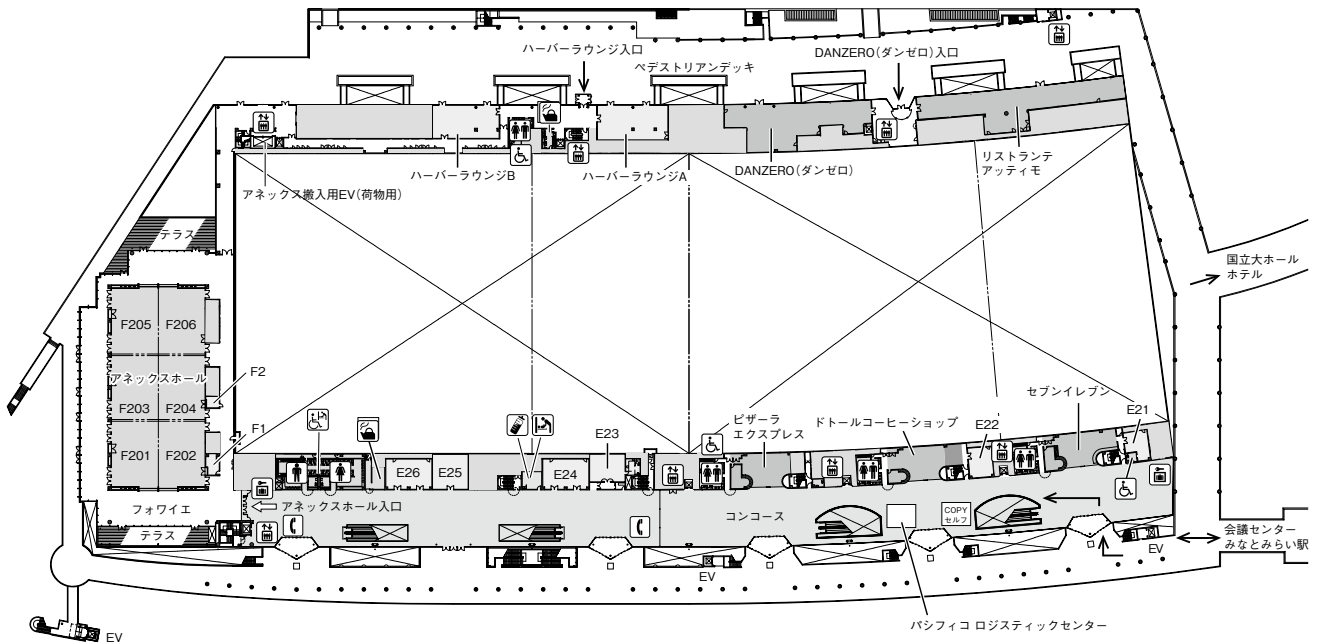 ハーバーラウンジ入口
DANZERO(ダンゼロ)入口
ペデストリアンデッキ
ハーバーラウンジB
ハーバーラウンジA
DANZERO(ダンゼロ)
リストランテ
アッティモ
アネックス搬入用EV(荷物用)
テラス
国立大ホール
ホテル
F205
F206
アネックスホール
F2
F203
F204
F1
F201
F202
フォワイエ
テラス
アネックスホール入口
E26
E25
E24
E23
ピザーラ
エクスプレス
ドトールコーヒーショップ
E22
セブンイレブン
E21
コンコース
COPY
セルフ
会議センター
みなとみらい駅
EV
EV
パシフィコ ロジスティックセンター
EV